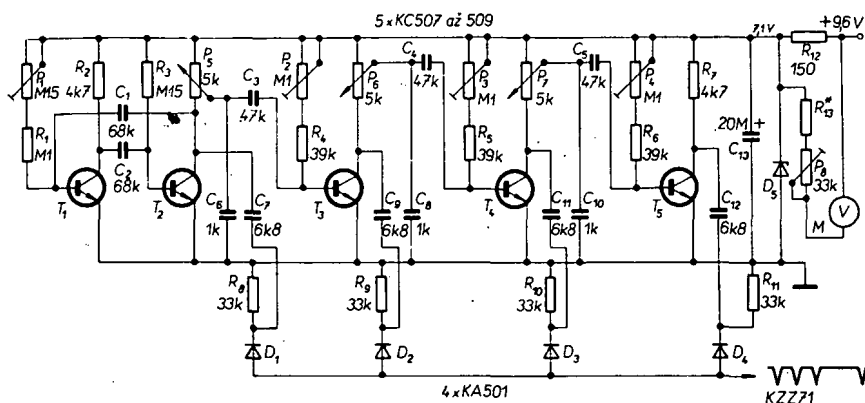 5 x KC507 až 509
7,1V
+9,6V
P1
M15
R2
4k7
R3
M15
P5
5k
C1
68k
R1
M1
C2
68k
T1
T2
C3
47k
P2
M1
R4
39k
T3
P6
5k
C4
47k
P3
M1
R5
39k
T4
P7
5k
C5
47k
P4
M1
R6
39k
T5
R7
4k7
R12
150
20M +
C13
R13*
P8
33k
D5
M
V
C6
1k
C7
6k8
C9
6k8
C8
1k
C11
6k8
C10
1k
C12
6k8
R8
33k
R9
33k
R10
33k
R11
33k
D1
D2
D3
D4
4 x KA501
KZZ71